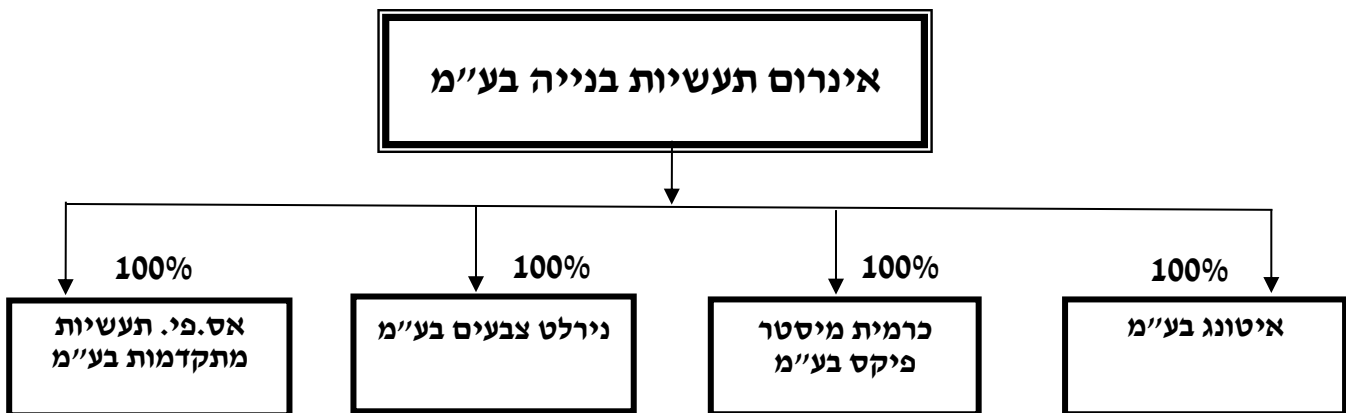 אינרום תעשיות בנייה בע״מ
100%
איטונג בע״מ
100%
כרמית מיסטר
פיקס בע״מ
100%
נירלט צבעים בע״מ
100%
אס.פי. תעשיות
מתקדמות בע״מ